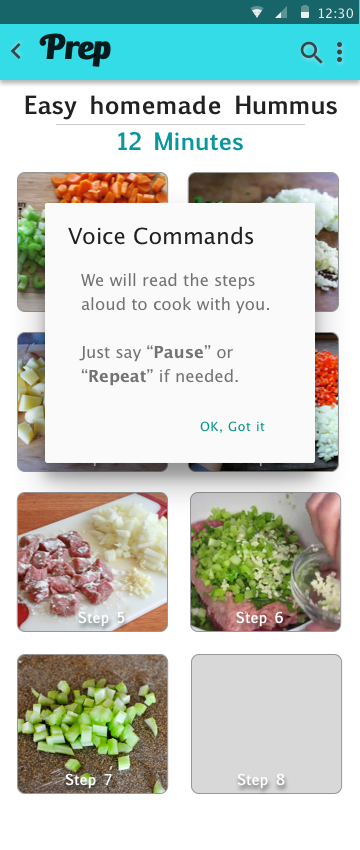 12:30
Prep
Easy homemade Hummus
12 Minutes
Voice Commands
We will read the steps
aloud to cook with you.
Just say “Pause” or
“Repeat” if needed.
OK, Got it
Step 5
Step 6
Step 7
Step 8